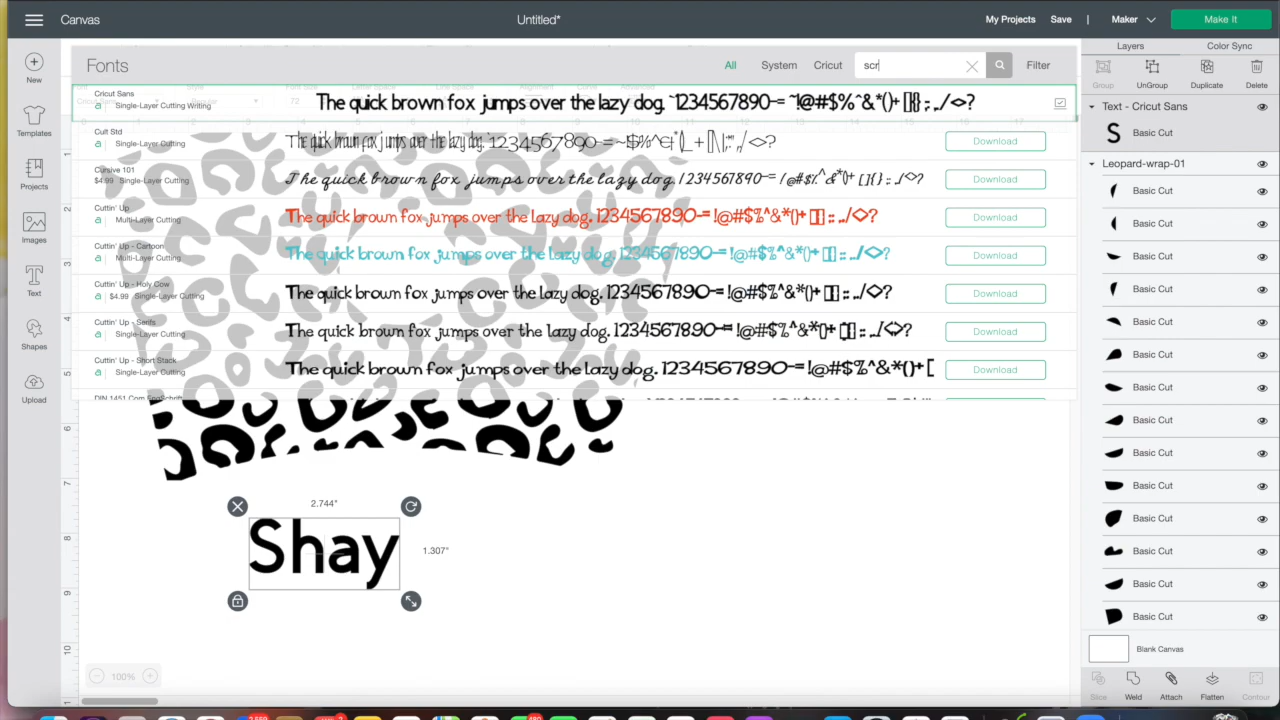 Canvas
Untitled*
My Projects Save | Maker Make It
New
Templates
Projects
Images
Text
Shapes
Upload
Fonts
All System Cricut scr Filter
Cricut Sans
Single-Layer Cutting Writing
The quick brown fox jumps over the lazy dog.
Cult Std
Single-Layer Cutting
The quick brown fox jumps over the lazy dog.
Download
Cursive 101
$4.99 Single-Layer Cutting
The quick brown fox jumps over the lazy dog.
Download
Cuttin' Up
Multi-Layer Cutting
The quick brown fox jumps over the lazy dog.
Download
Cuttin' Up - Cartoon
Multi-Layer Cutting
The quick brown fox jumps over the lazy dog.
Download
Cuttin' Up - Holy Cow
$4.99 Single-Layer Cutting
The quick brown fox jumps over the lazy dog.
Download
Cuttin' Up - Serifs
Single-Layer Cutting
The quick brown fox jumps over the lazy dog.
Download
Cuttin' Up - Short Stack
Single-Layer Cutting
The quick brown fox jumps over the lazy dog.
Download
2.744"
Shay
1.307"
100%
Layers Color Sync
Group UnGroup Duplicate Delete
Text - Cricut Sans
S Basic Cut
Leopard-wrap-01
Basic Cut
Basic Cut
Basic Cut
Basic Cut
Basic Cut
Basic Cut
Basic Cut
Basic Cut
Basic Cut
Basic Cut
Basic Cut
Basic Cut
Basic Cut
Basic Cut
Blank Canvas
Slice Weld Attach Flatten Contour